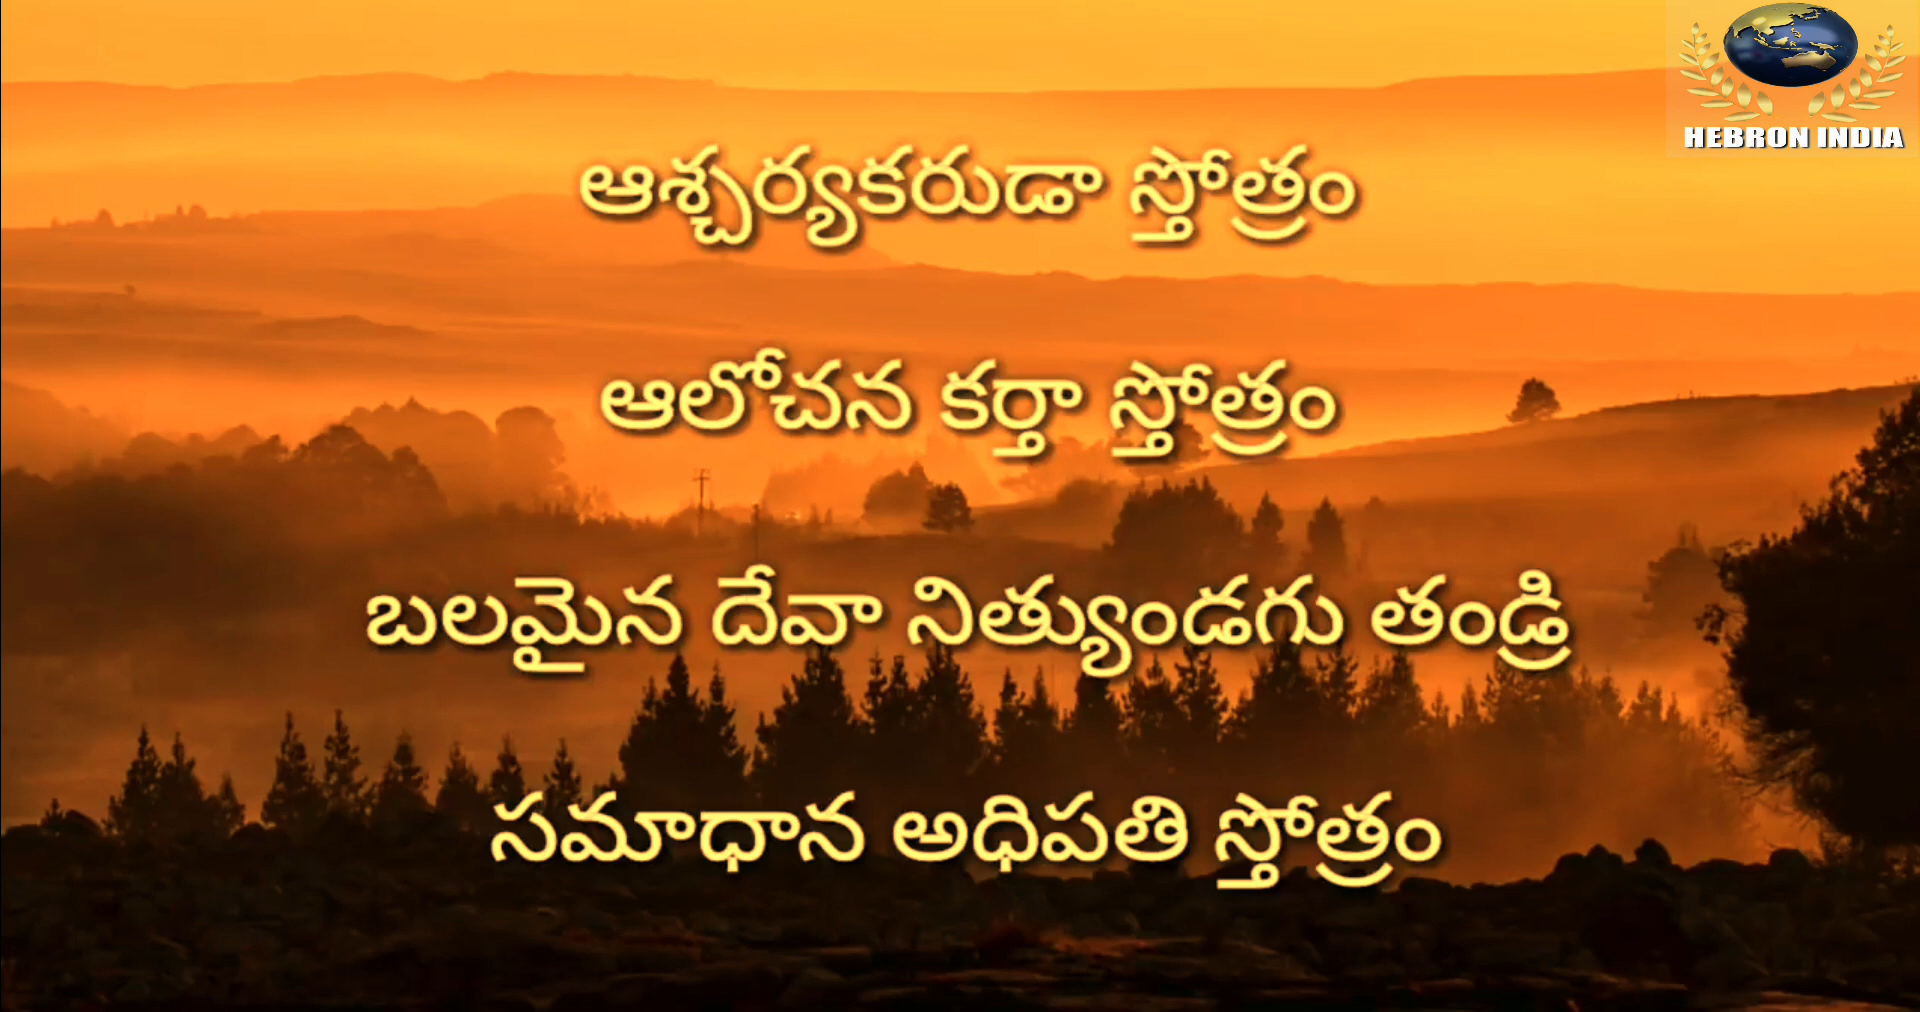 HEBRON INDIA
ఆశ్చర్యకరుడా స్తోత్రం
ఆలోచన కర్తా స్తోత్రం
బలమైన దేవా నిత్యుండగు తండ్రి
సమాధాన అధిపతి స్తోత్రం